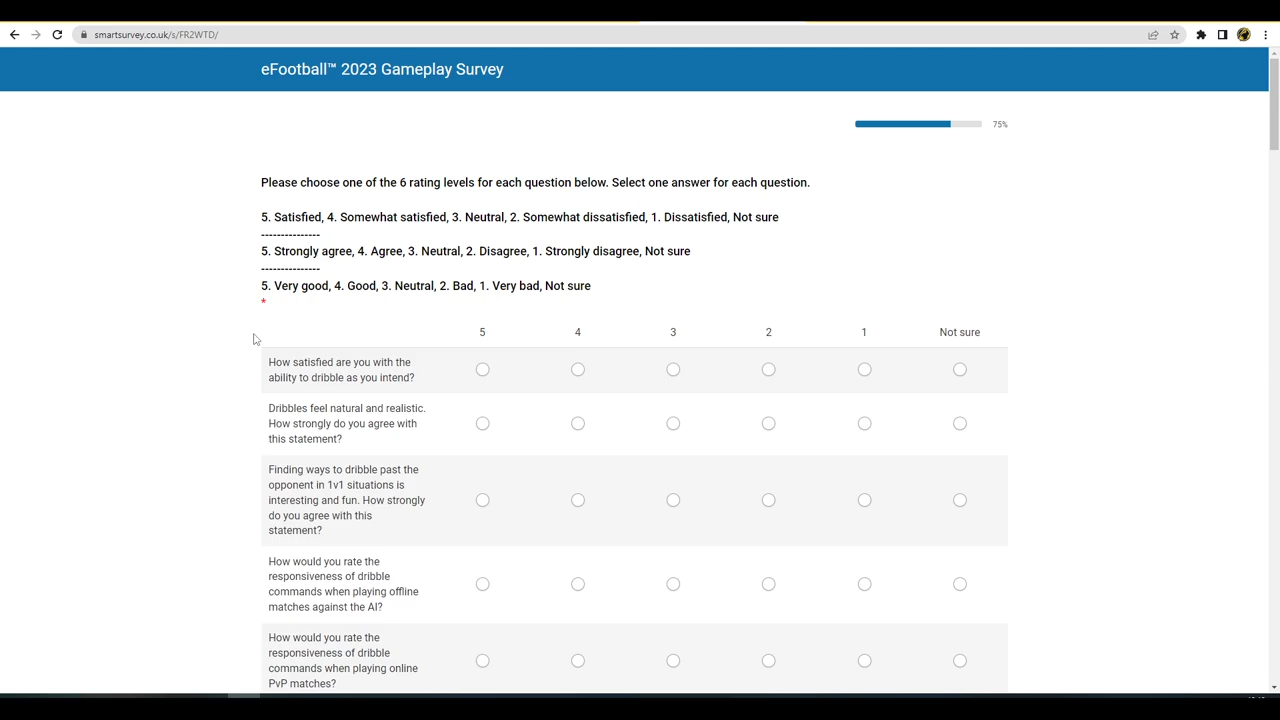 smartsurvey.co.uk/s/FR2WTD/
eFootball™ 2023 Gameplay Survey
75%
Please choose one of the 6 rating levels for each question below. Select one answer for each question.
5. Satisfied, 4. Somewhat satisfied, 3. Neutral, 2. Somewhat dissatisfied, 1. Dissatisfied, Not sure
---------------
5. Strongly agree, 4. Agree, 3. Neutral, 2. Disagree, 1. Strongly disagree, Not sure
---------------
5. Very good, 4. Good, 3. Neutral, 2. Bad, 1. Very bad, Not sure
*
5 4 3 2 1 Not sure
How satisfied are you with the
ability to dribble as you intend?
Dribbles feel natural and realistic.
How strongly do you agree with
this statement?
Finding ways to dribble past the
opponent in 1v1 situations is
interesting and fun. How strongly
do you agree with this
statement?
How would you rate the
responsiveness of dribble
commands when playing offline
matches against the AI?
How would you rate the
responsiveness of dribble
commands when playing online
PvP matches?